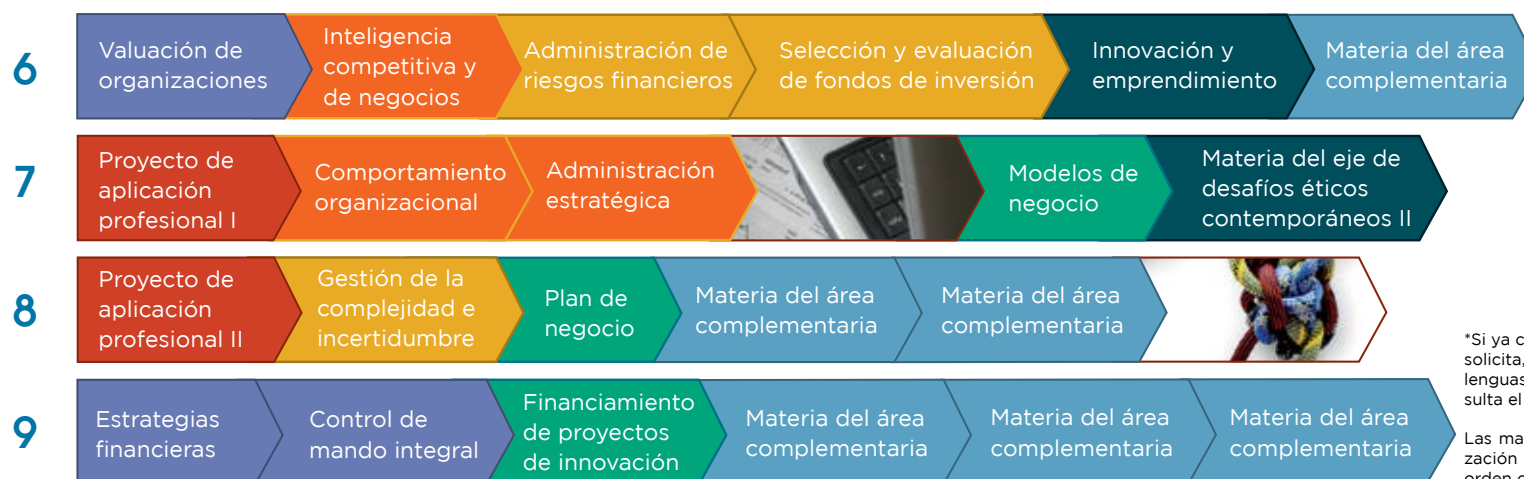 6
Valuación de
organizaciones
Inteligencia
competitiva y
de negocios
Administración de
riesgos financieros
Selección y evaluación
de fondos de inversión
Innovación y
emprendimiento
Materia del área
complementaria
7
Proyecto de
aplicación
profesional I
Comportamiento
organizacional
Administración
estratégica
Modelos de
negocio
Materia del eje de
desafíos éticos
contemporáneos II
8
Proyecto de
aplicación
profesional II
Gestión de la
complejidad e
incertidumbre
Plan de
negocio
Materia del área
complementaria
Materia del área
complementaria
9
Estrategias
financieras
Control de
mando integral
Financiamiento
de proyectos
de innovación
Materia del área
complementaria
Materia del área
complementaria
Materia del área
complementaria
*Si ya c
solicita,
lenguas
sulta el
Las ma
zación
orden c